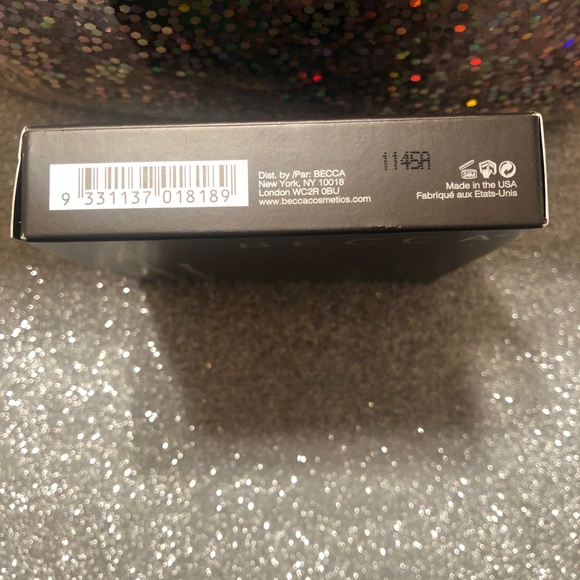 9 331137 018189
Dist. by /Par: BECCA
New York, NY 10018
London WC2R 0BU
www.beccacosmetics.com
1145A
24M
Made in the USA
Fabriqué aux Etats-Unis
BECCA